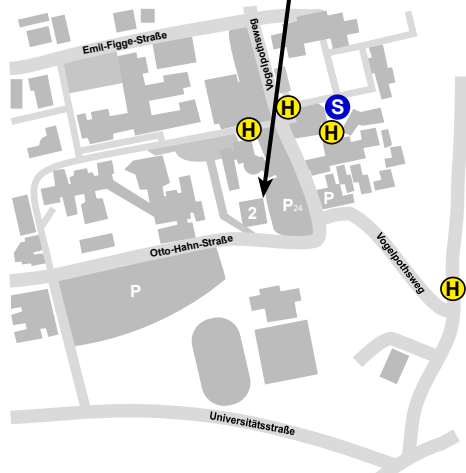 Emil-Figge-Straße
Vogelpothsweg
H
S
H
H
P
2
P24
Otto-Hahn-Straße
Vogelpothsweg
P
H
Universitätsstraße